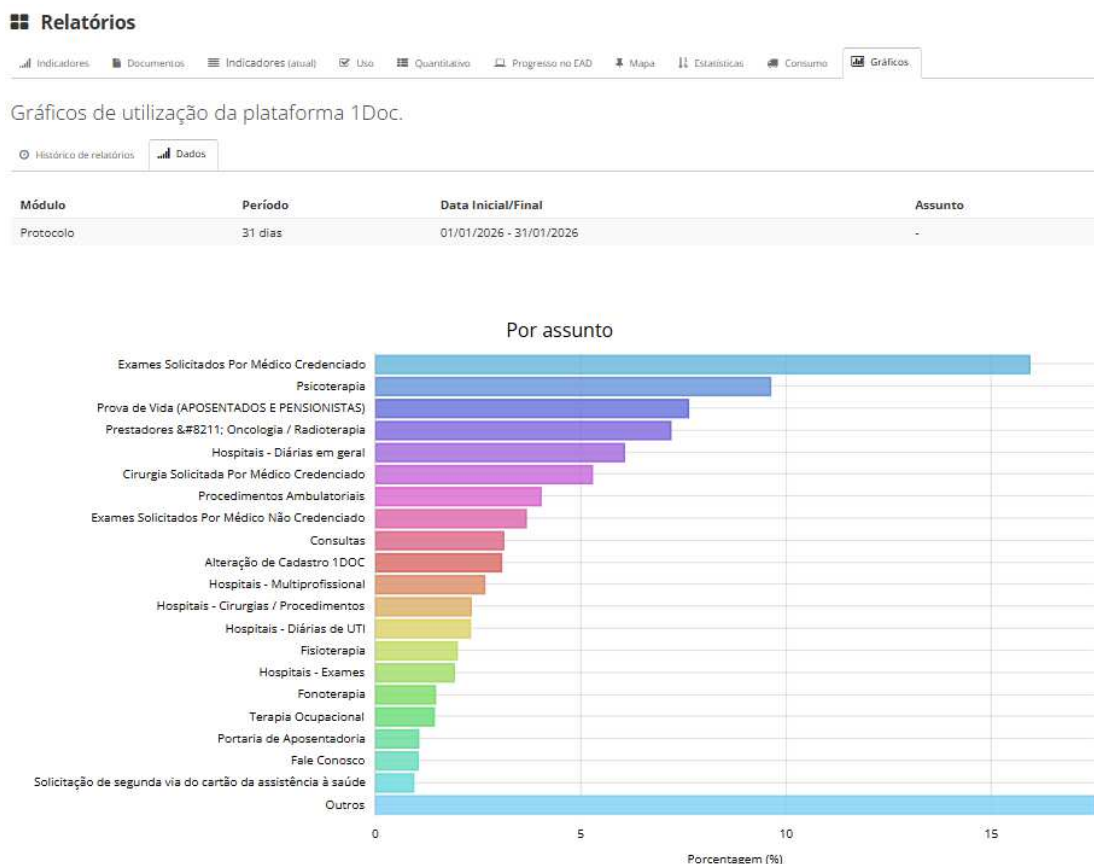 Relatórios
Indicadores Documentos Indicadores (atual) Uso Quantitativo Progresso no EAD Mapa Estatísticas Consumo Gráficos
Gráficos de utilização da plataforma 1Doc.
Histórico de relatórios Dados
Módulo Período Data Inicial/Final Assunto
Protocolo 31 dias 01/01/2026 - 31/01/2026 -
Por assunto
Exames Solicitados Por Médico Credenciado
Psicoterapia
Prova de Vida (APOSENTADOS E PENSIONISTAS)
Prestadores &#8211; Oncologia / Radioterapia
Hospitais - Diárias em geral
Cirurgia Solicitada Por Médico Credenciado
Procedimentos Ambulatoriais
Exames Solicitados Por Médico Não Credenciado
Consultas
Alteração de Cadastro 1DOC
Hospitais - Multiprofissional
Hospitais - Cirurgias / Procedimentos
Hospitais - Diárias de UTI
Fisioterapia
Hospitais - Exames
Fonoterapia
Terapia Ocupacional
Portaria de Aposentadoria
Fale Conosco
Solicitação de segunda via do cartão da assistência à saúde
Outros
0 5 10 15
Porcentagem (%)